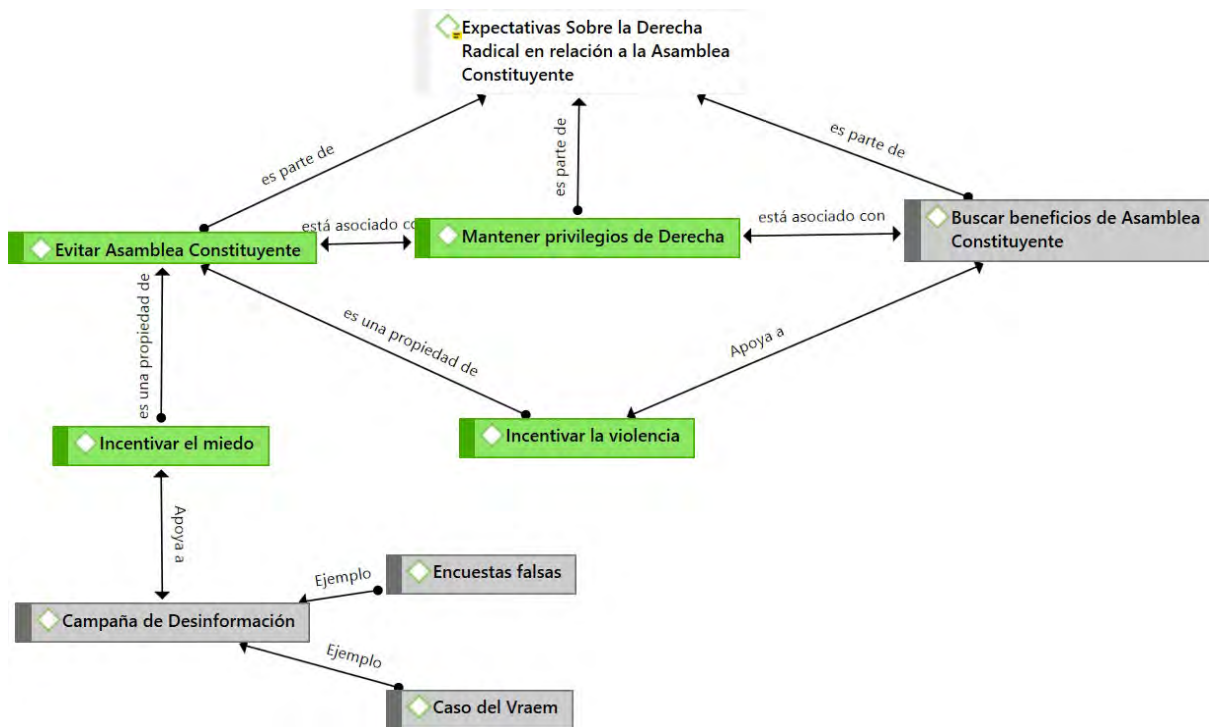 Expectativas Sobre la Derecha
Radical en relación a la Asamblea
Constituyente
es parte de
es parte de
es parte de
está asociado co
está asociado con
Evitar Asamblea Constituyente
Mantener privilegios de Derecha
Buscar beneficios de Asamblea
Constituyente
es una propiedad de
es una propiedad de
Apoya a
Incentivar el miedo
Incentivar la violencia
Apoya a
Ejemplo
Encuestas falsas
Campaña de Desinformación
Ejemplo
Caso del Vraem